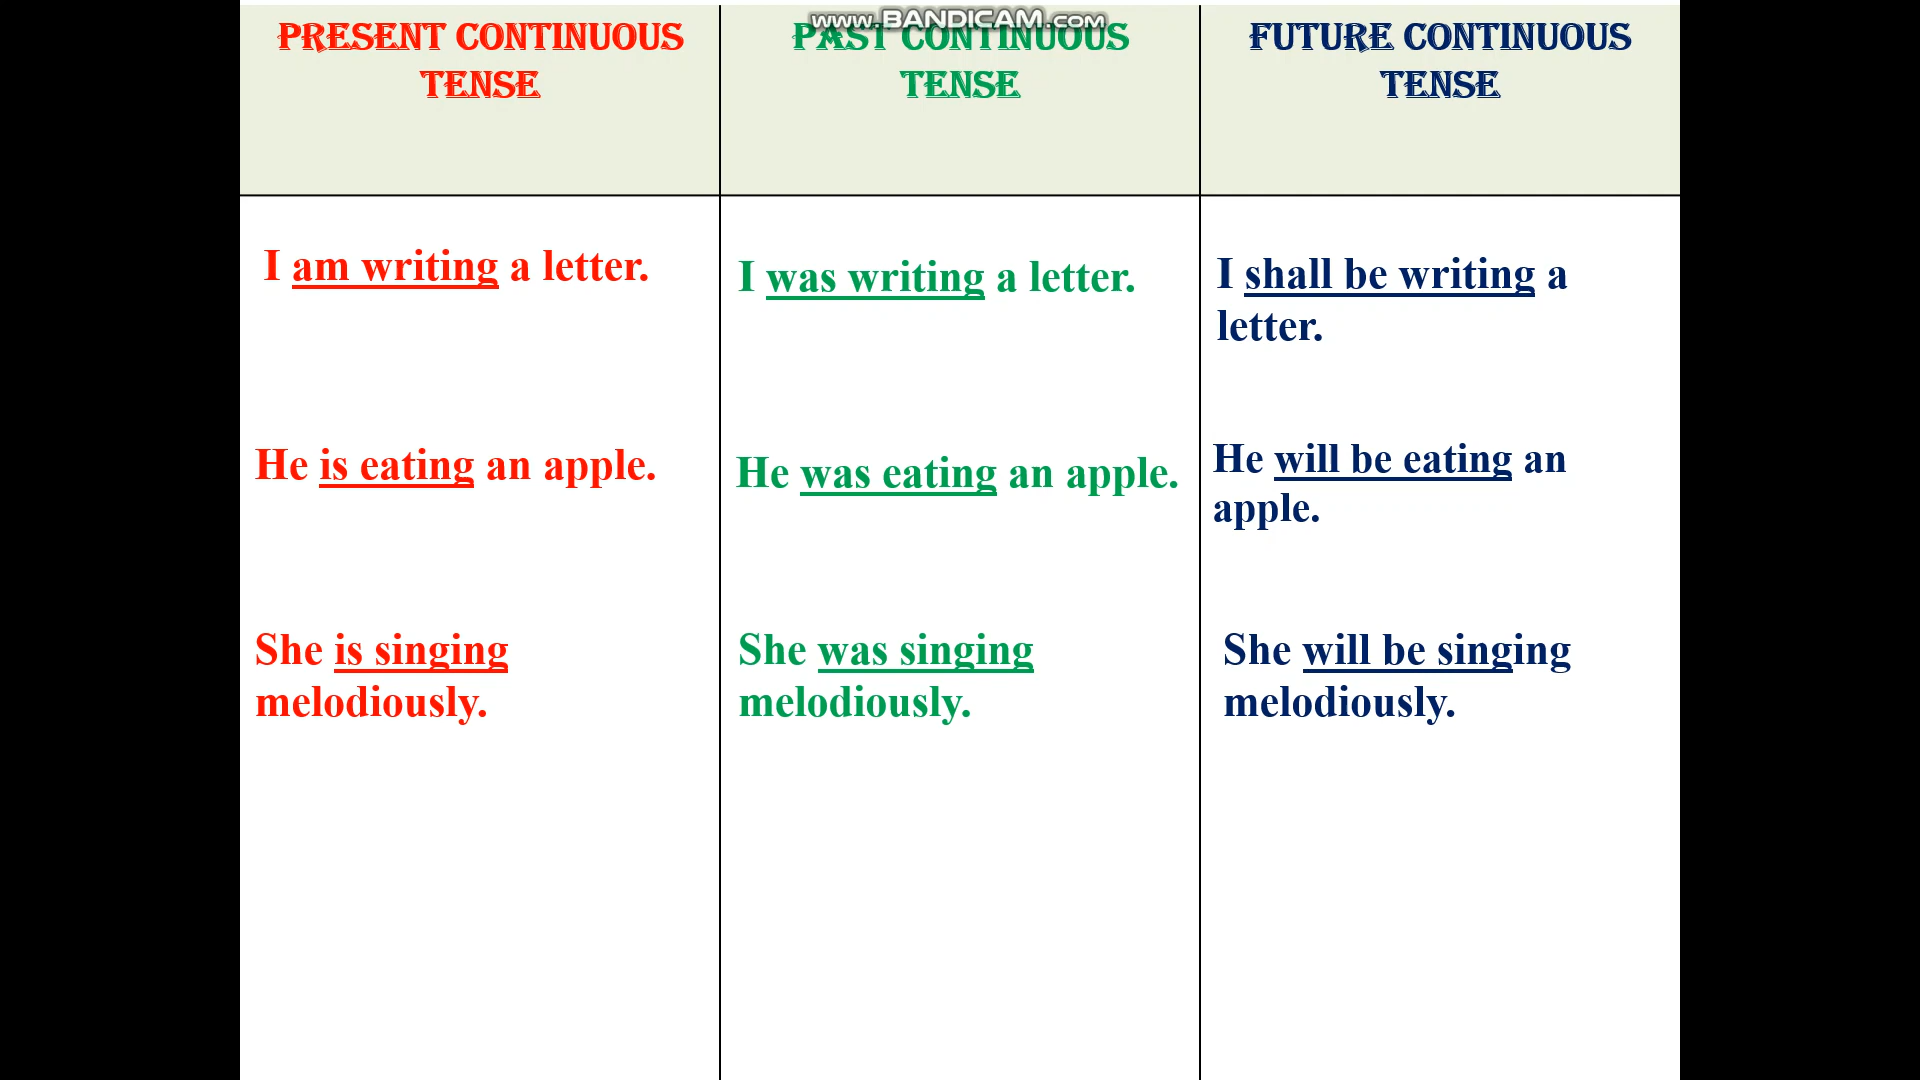 www.BANDICAM.com
PRESENT CONTINUOUS
TENSE
PAST CONTINUOUS
TENSE
FUTURE CONTINUOUS
TENSE
I am writing a letter.
I was writing a letter.
I shall be writing a
letter.
He is eating an apple.
He was eating an apple.
He will be eating an
apple.
She is singing
melodiously.
She was singing
melodiously.
She will be singing
melodiously.